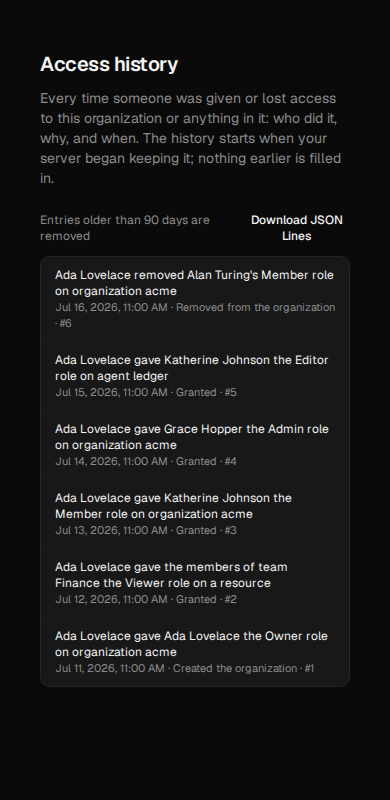 Access history
Every time someone was given or lost access
to this organization or anything in it: who did it,
why, and when. The history starts when your
server began keeping it; nothing earlier is filled
in.
Entries older than 90 days are
removed
Download JSON
Lines
Ada Lovelace removed Alan Turing's Member role
on organization acme
Jul 16, 2026, 11:00 AM · Removed from the organization
· #6
Ada Lovelace gave Katherine Johnson the Editor
role on agent ledger
Jul 15, 2026, 11:00 AM · Granted · #5
Ada Lovelace gave Grace Hopper the Admin role
on organization acme
Jul 14, 2026, 11:00 AM · Granted · #4
Ada Lovelace gave Katherine Johnson the
Member role on organization acme
Jul 13, 2026, 11:00 AM · Granted · #3
Ada Lovelace gave the members of team
Finance the Viewer role on a resource
Jul 12, 2026, 11:00 AM · Granted · #2
Ada Lovelace gave Ada Lovelace the Owner role
on organization acme
Jul 11, 2026, 11:00 AM · Created the organization · #1